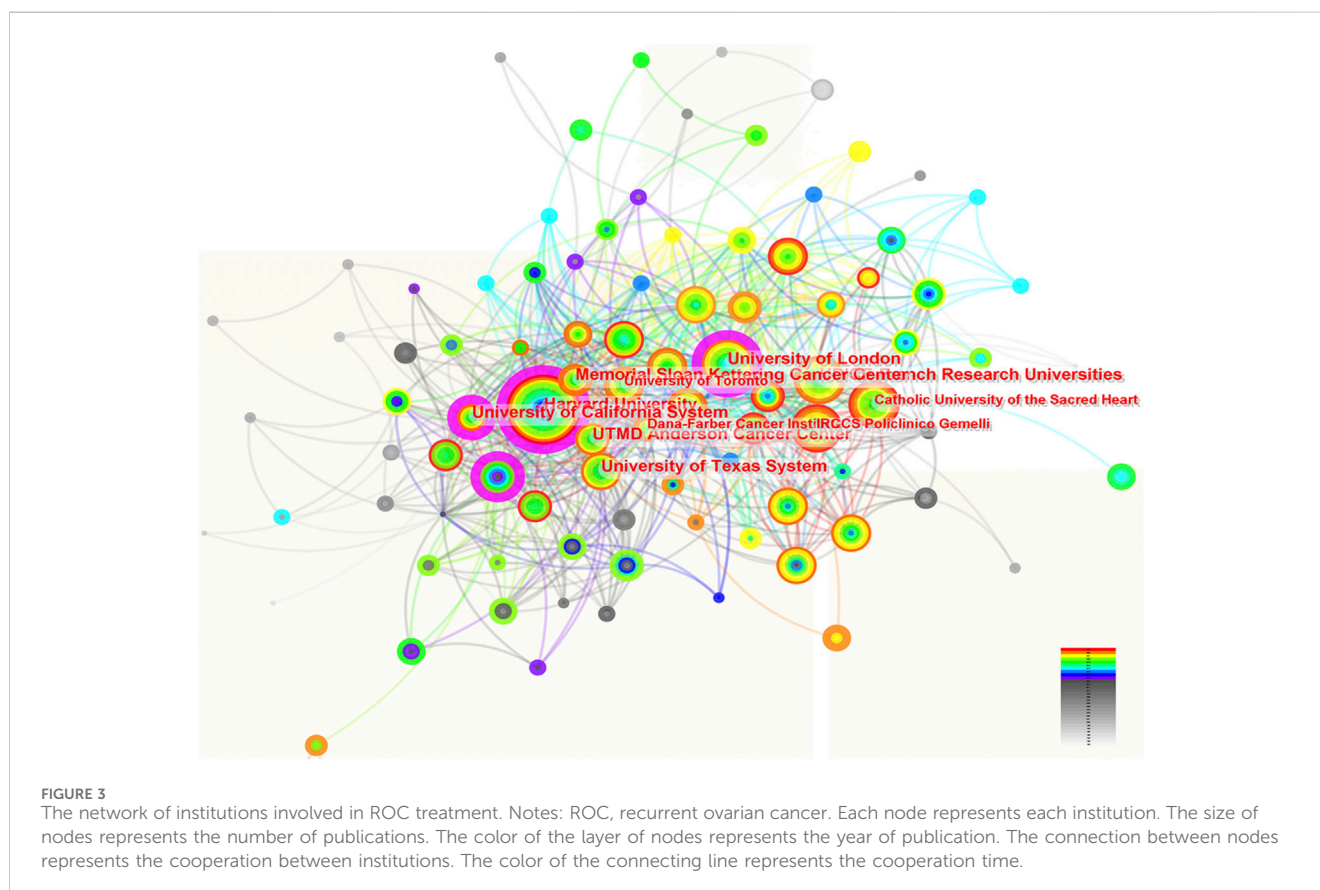 University of London
Memorial Sloan Kettering Cancer Center
nch Research Universities
University of Toronto
Catholic University of the Sacred Heart
Harvard University
University of California System
Dana-Farber Cancer Insti
IRCCS Policlinico Gemelli
UTMD Anderson Cancer Center
University of Texas System
FIGURE 3
The network of institutions involved in ROC treatment. Notes: ROC, recurrent ovarian cancer. Each node represents each institution. The size of
nodes represents the number of publications. The color of the layer of nodes represents the year of publication. The connection between nodes
represents the cooperation between institutions. The color of the connecting line represents the cooperation time.